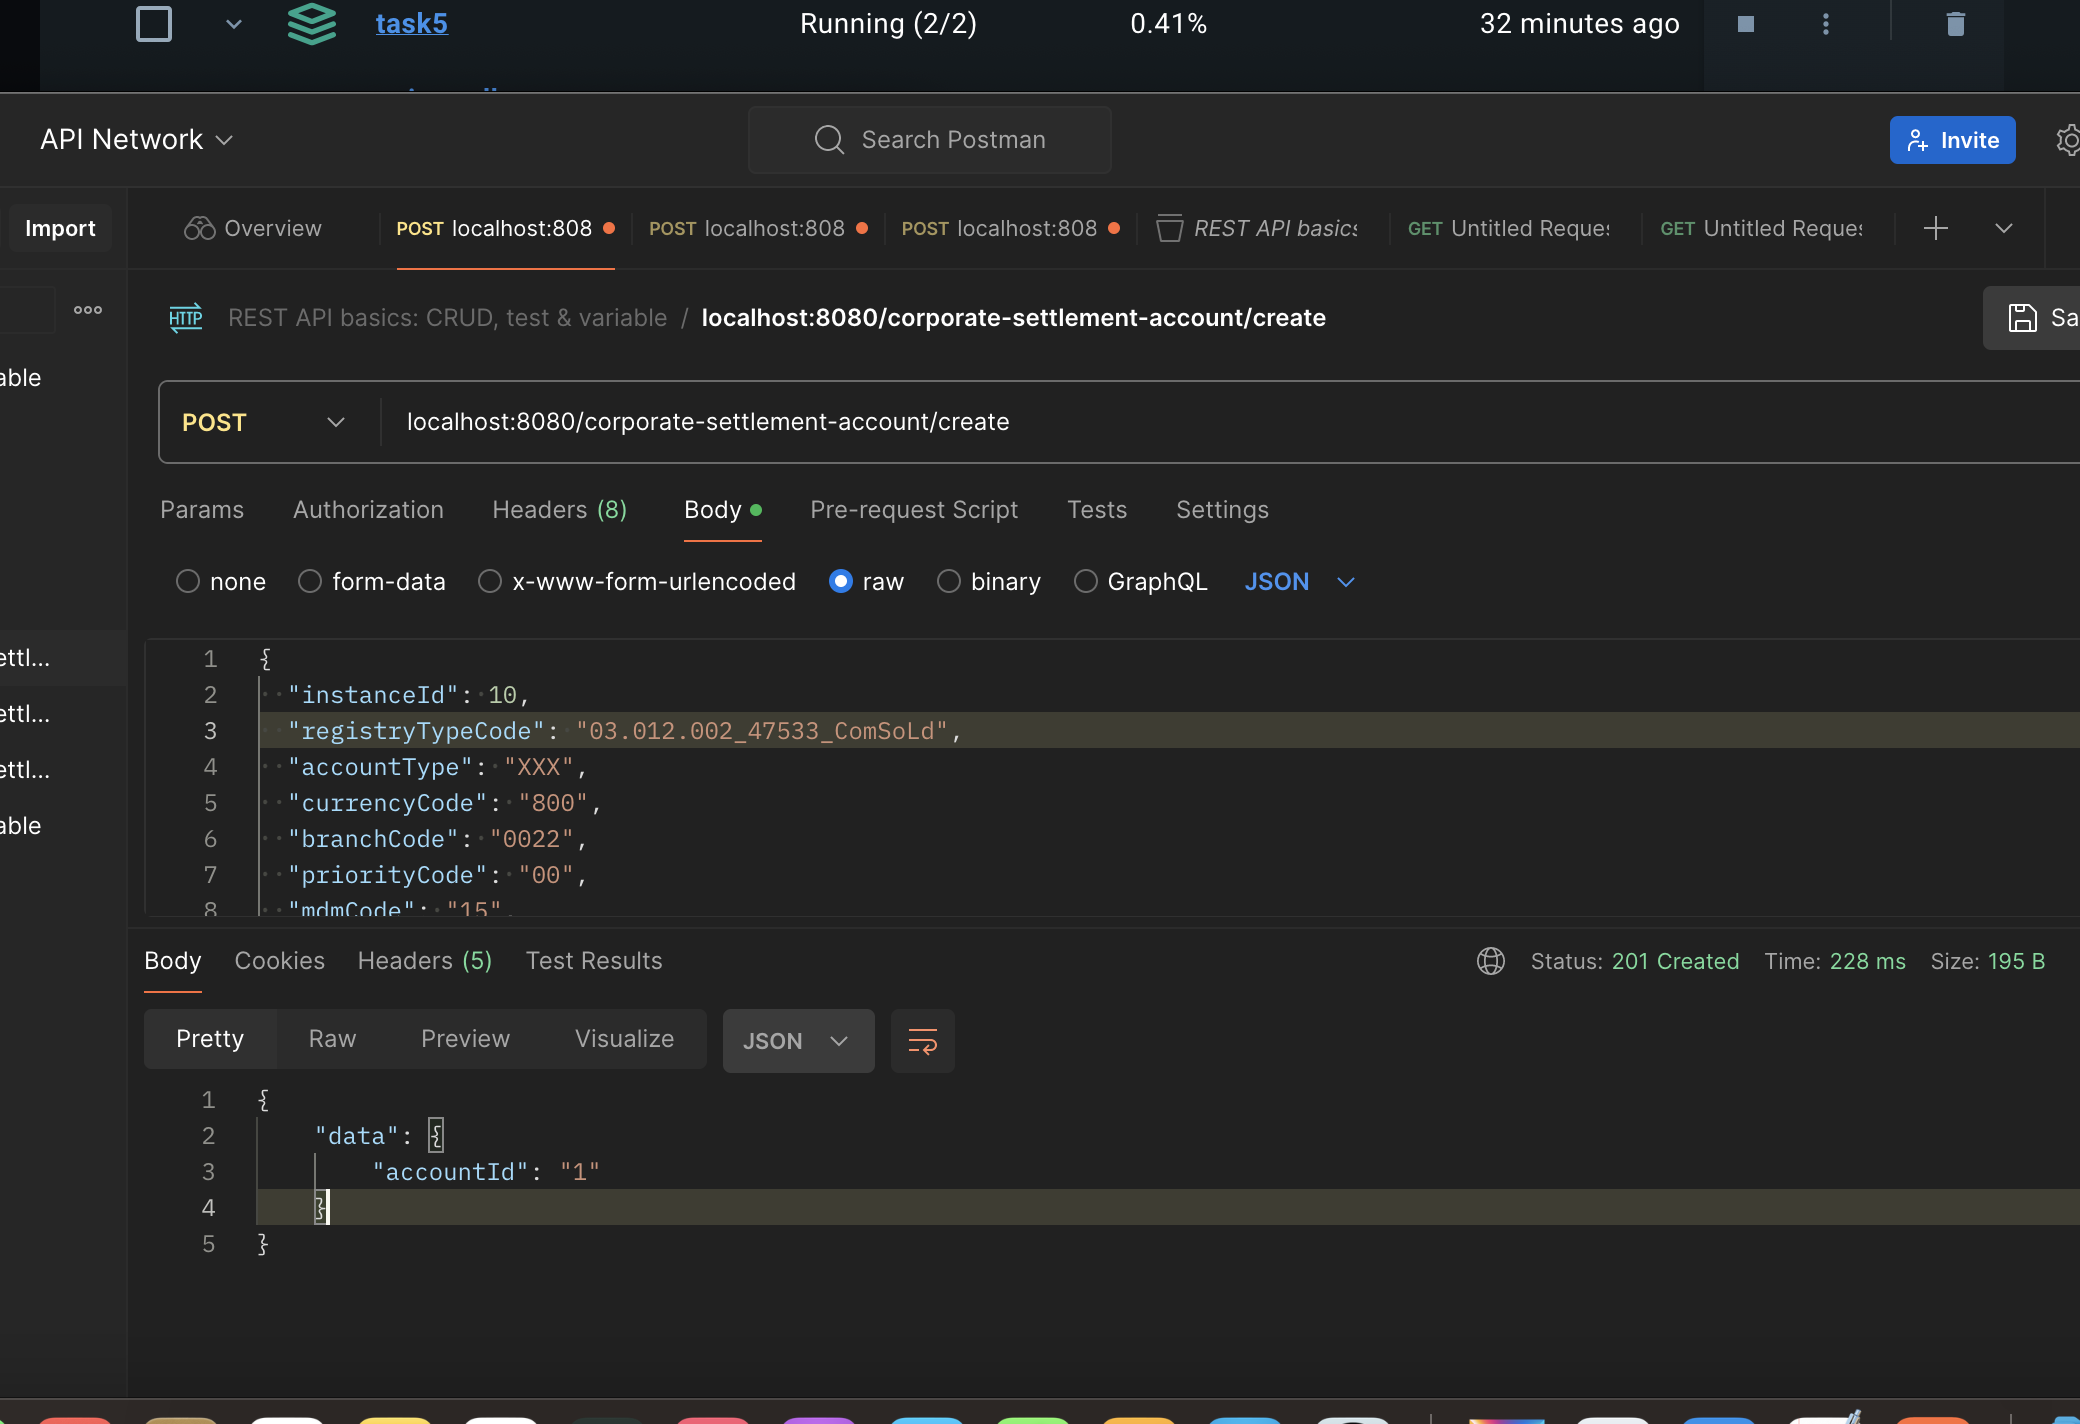 task5 Running (2/2) 0.41% 32 minutes ago
API Network Search Postman Invite
Import Overview POST localhost:808 POST localhost:808 POST localhost:808 REST API basics GET Untitled Reques GET Untitled Reques
HTTP REST API basics: CRUD, test & variable / localhost:8080/corporate-settlement-account/create Sa
able
POST localhost:8080/corporate-settlement-account/create
Params Authorization Headers (8) Body Pre-request Script Tests Settings
none form-data x-www-form-urlencoded raw binary GraphQL JSON
ettl...
ettl...
ettl...
able
1 {
2 "instanceId": 10,
3 "registryTypeCode": "03.012.002_47533_ComSoLd",
4 "accountType": "XXX",
5 "currencyCode": "800",
6 "branchCode": "0022",
7 "priorityCode": "00",
8 "mdmCode": "15",
Body Cookies Headers (5) Test Results Status: 201 Created Time: 228 ms Size: 195 B
Pretty Raw Preview Visualize JSON
1 {
2 "data": {
3 "accountId": "1"
4 }
5 }